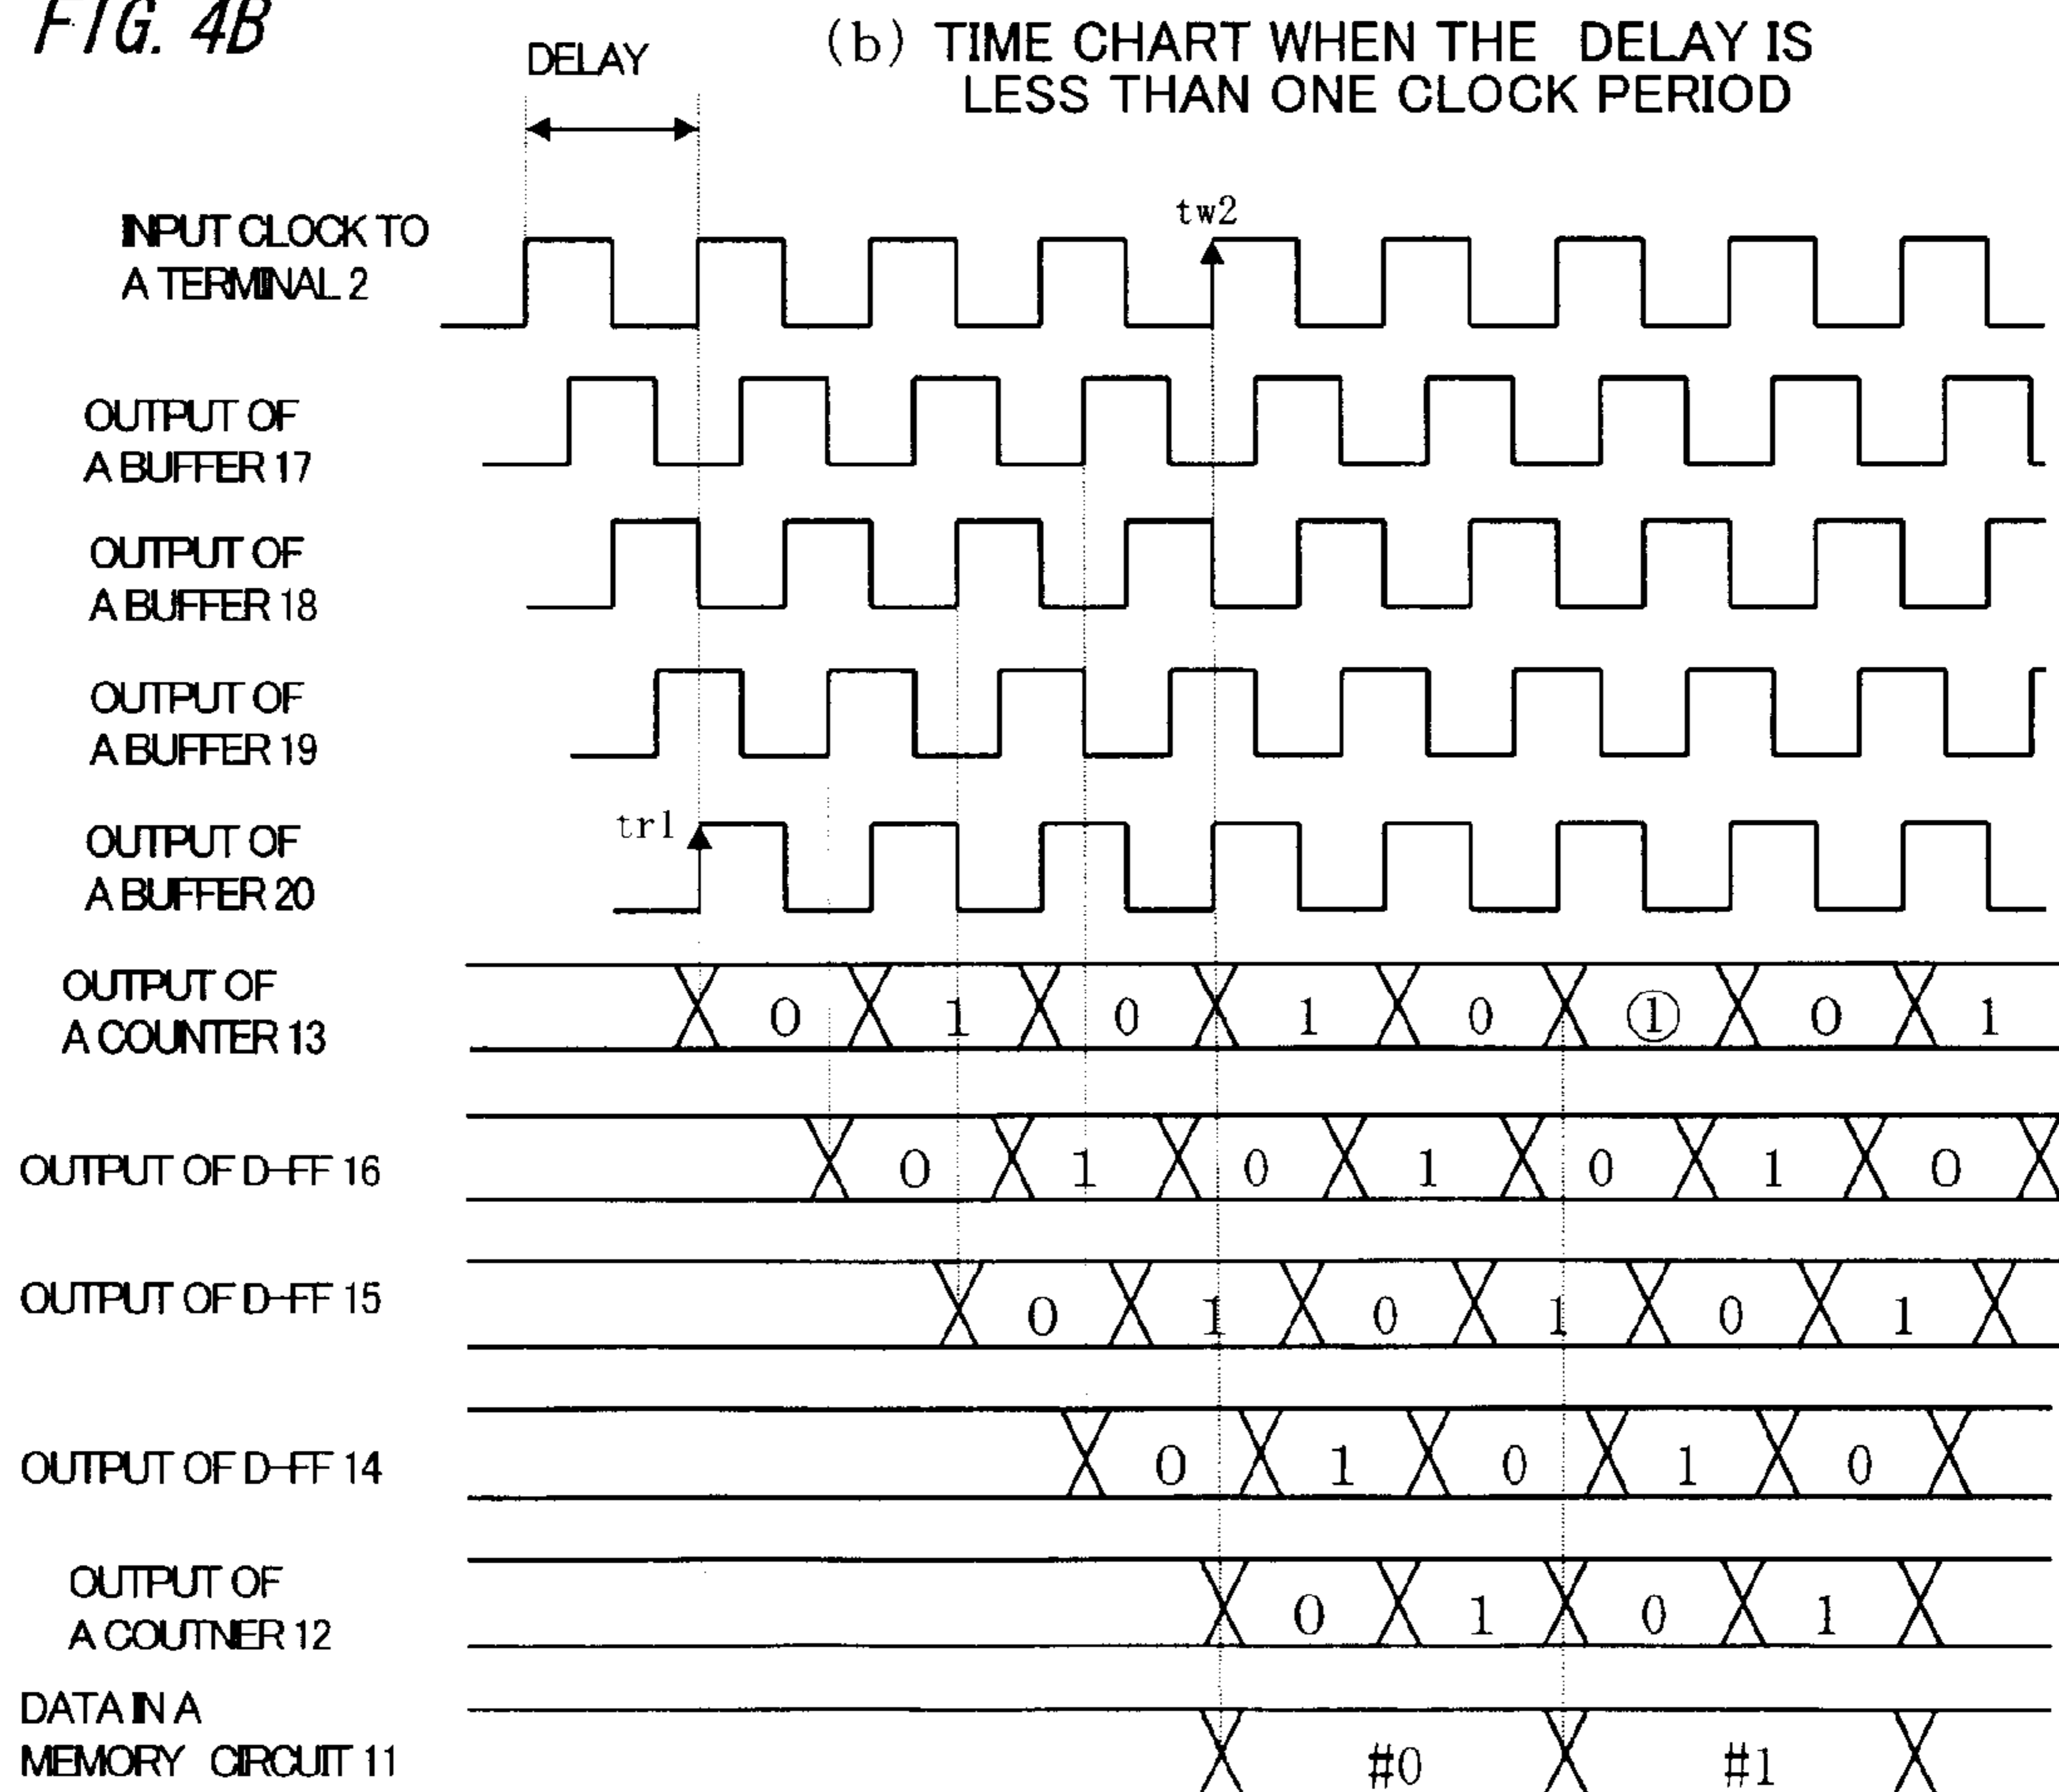 FIG. 4B
(b) TIME CHART WHEN THE DELAY IS
LESS THAN ONE CLOCK PERIOD
DELAY
INPUT CLOCK TO
A TERMINAL 2
tw2
OUTPUT OF
A BUFFER 17
OUTPUT OF
A BUFFER 18
OUTPUT OF
A BUFFER 19
OUTPUT OF
A BUFFER 20
tr1
OUTPUT OF
A COUNTER 13
0 1 0 1 0 ① 0 1
OUTPUT OF D-FF 16
0 1 0 1 0 1 0
OUTPUT OF D-FF 15
0 1 0 1 0 1
OUTPUT OF D-FF 14
0 1 0 1 0
OUTPUT OF
A COUTNER 12
0 1 0 1
DATA IN A
MEMORY CIRCUIT 11
#0 #1